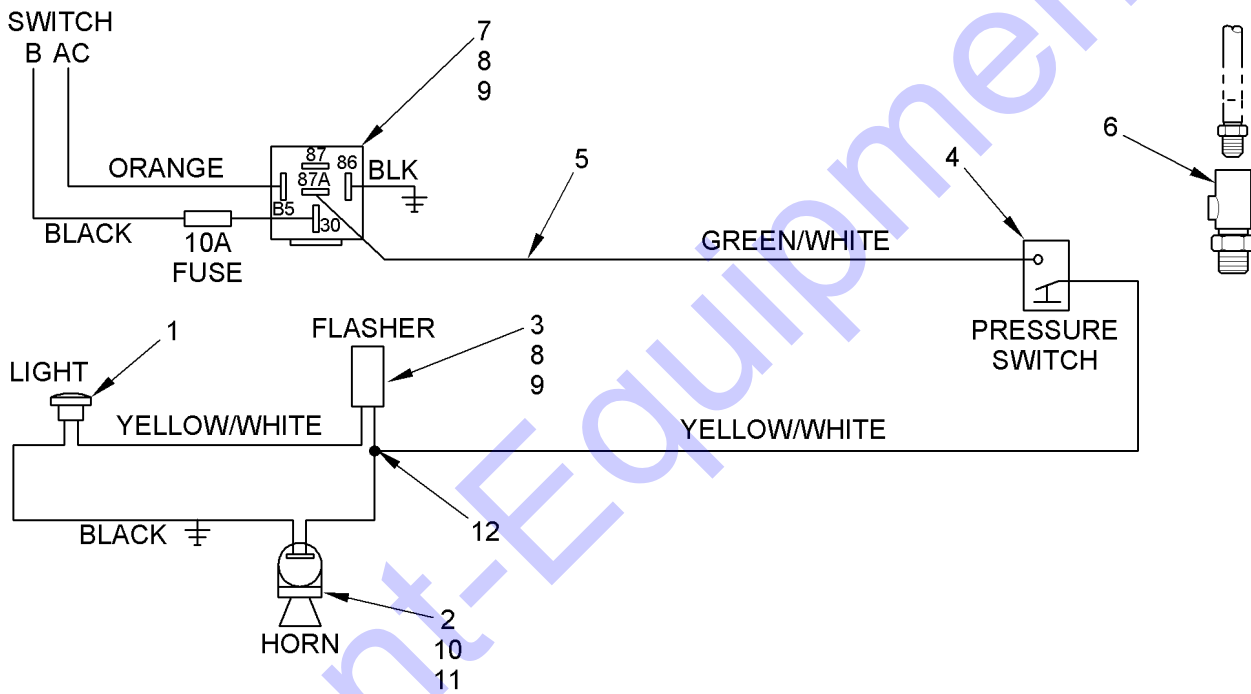 SWITCH
B AC
7
8
9
6
ORANGE
87
86
87A
BLK
5
4
B5
30
BLACK
10A
FUSE
GREEN/WHITE
1
FLASHER
3
8
9
PRESSURE
SWITCH
LIGHT
YELLOW/WHITE
YELLOW/WHITE
BLACK
12
HORN
2
10
11
nt-Equipment